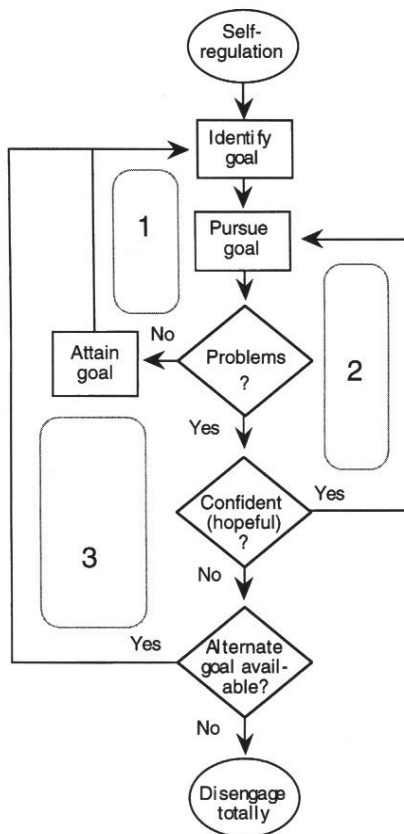 Self-
regulation
Identify
goal
1
Pursue
goal
No
Attain
goal
Problems
?
2
Yes
Confident
(hopeful)
?
Yes
3
No
Yes
Alternate
goal avail-
able?
No
Disengage
totally